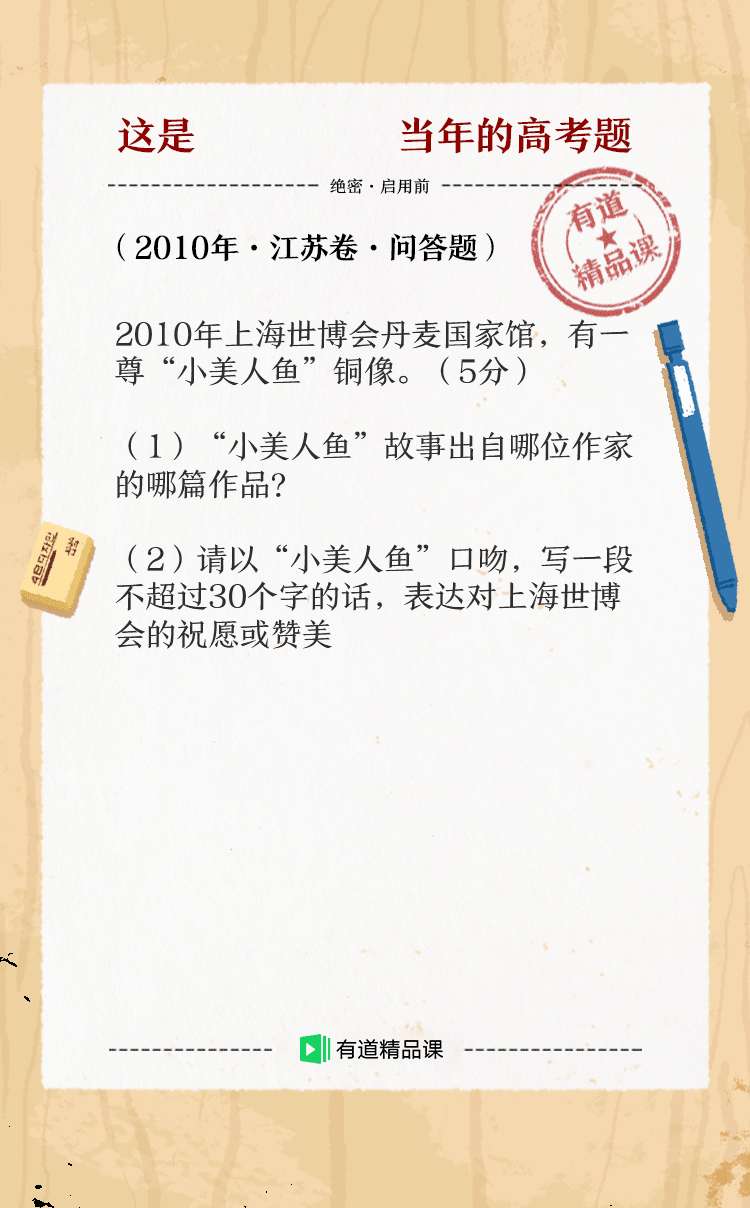 这是 当年的高考题
绝密·启用前
有道
精品课
（2010年·江苏卷·问答题）
2010年上海世博会丹麦国家馆，有一
尊“小美人鱼”铜像。（5分）
（1）“小美人鱼”故事出自哪位作家
的哪篇作品？
（2）请以“小美人鱼”口吻，写一段
不超过30个字的话，表达对上海世博
会的祝愿或赞美
有道精品课